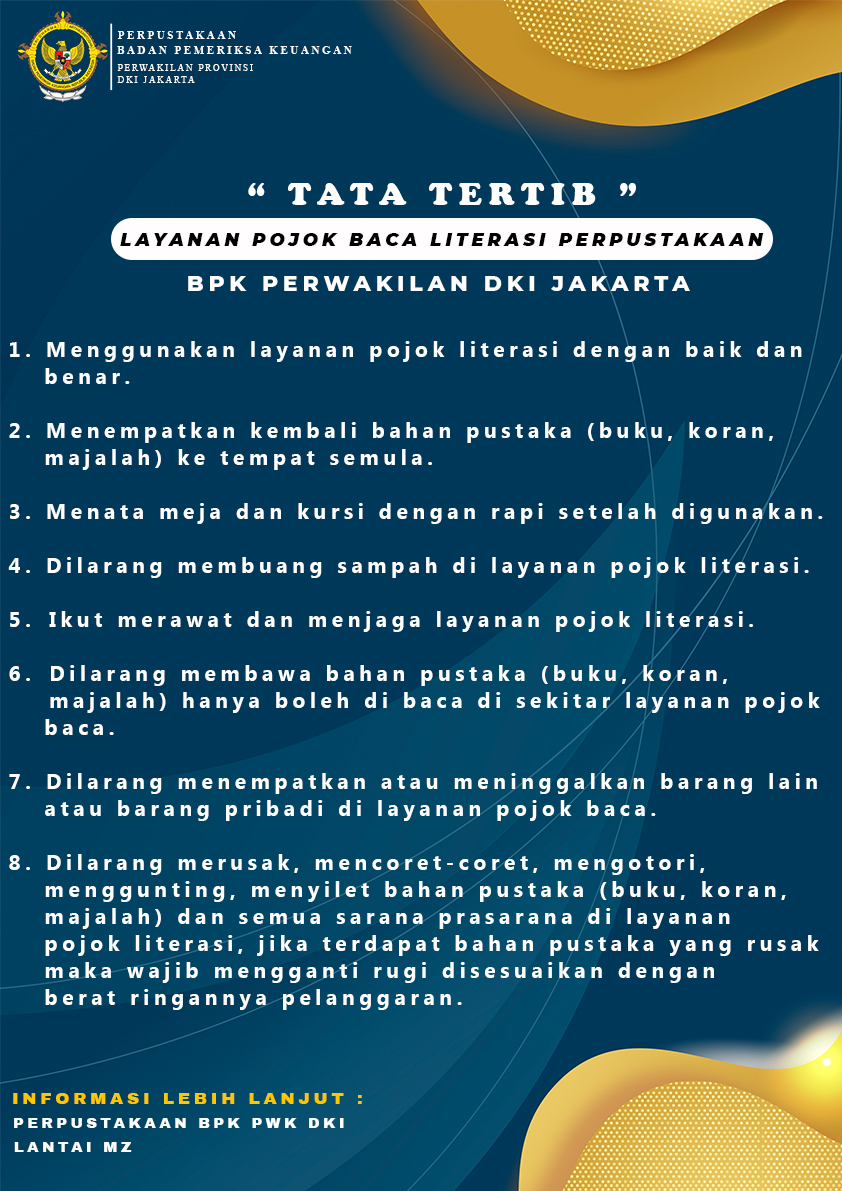 PERPUSTAKAAN
BADAN PEMERIKSA KEUANGAN
PERWAKILAN PROVINSI
DKI JAKARTA
“ TATA TERTIB ”
LAYANAN POJOK BACA LITERASI PERPUSTAKAAN
BPK PERWAKILAN DKI JAKARTA
1. Menggunakan layanan pojok literasi dengan baik dan
benar.
2. Menempatkan kembali bahan pustaka (buku, koran,
majalah) ke tempat semula.
3. Menata meja dan kursi dengan rapi setelah digunakan.
4. Dilarang membuang sampah di layanan pojok literasi.
5. Ikut merawat dan menjaga layanan pojok literasi.
6. Dilarang membawa bahan pustaka (buku, koran,
majalah) hanya boleh di baca di sekitar layanan pojok
baca.
7. Dilarang menempatkan atau meninggalkan barang lain
atau barang pribadi di layanan pojok baca.
8. Dilarang merusak, mencoret-coret, mengotori,
menggunting, menyilet bahan pustaka (buku, koran,
majalah) dan semua sarana prasarana di layanan
pojok literasi, jika terdapat bahan pustaka yang rusak
maka wajib mengganti rugi disesuaikan dengan
berat ringannya pelanggaran.
INFORMASI LEBIH LANJUT :
PERPUSTAKAAN BPK PWK DKI
LANTAI MZ